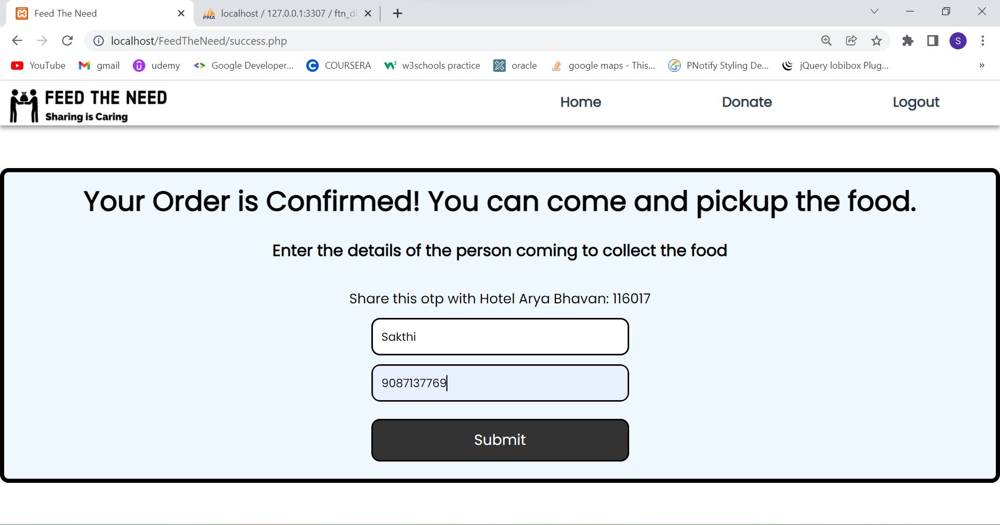 Feed The Need
localhost / 127.0.0.1:3307 / ftn_d
localhost/FeedTheNeed/success.php
S
YouTube gmail udemy Google Developer... COURSERA w3schools practice oracle google maps - This... PNotify Styling De... jQuery lobibox Plug... »
FEED THE NEED
Sharing is Caring
Home Donate Logout
Your Order is Confirmed! You can come and pickup the food.
Enter the details of the person coming to collect the food
Share this otp with Hotel Arya Bhavan: 116017
Sakthi
9087137769
Submit